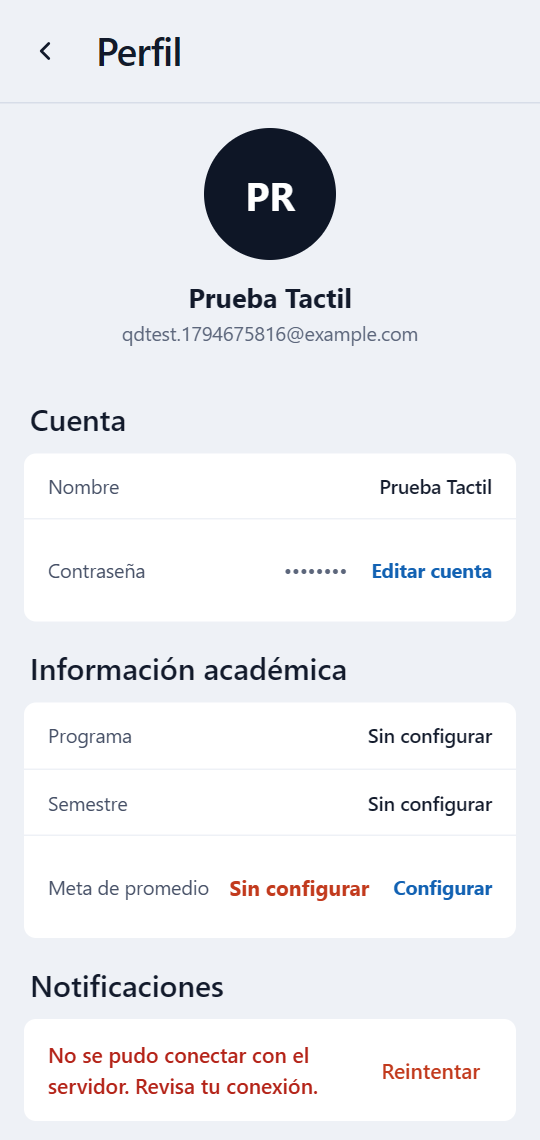 Perfil
PR
Prueba Tactil
qdtest.1794675816@example.com
Cuenta
Nombre Prueba Tactil
Contraseña •••••••• Editar cuenta
Información académica
Programa Sin configurar
Semestre Sin configurar
Meta de promedio Sin configurar Configurar
Notificaciones
No se pudo conectar con el
servidor. Revisa tu conexión.
Reintentar